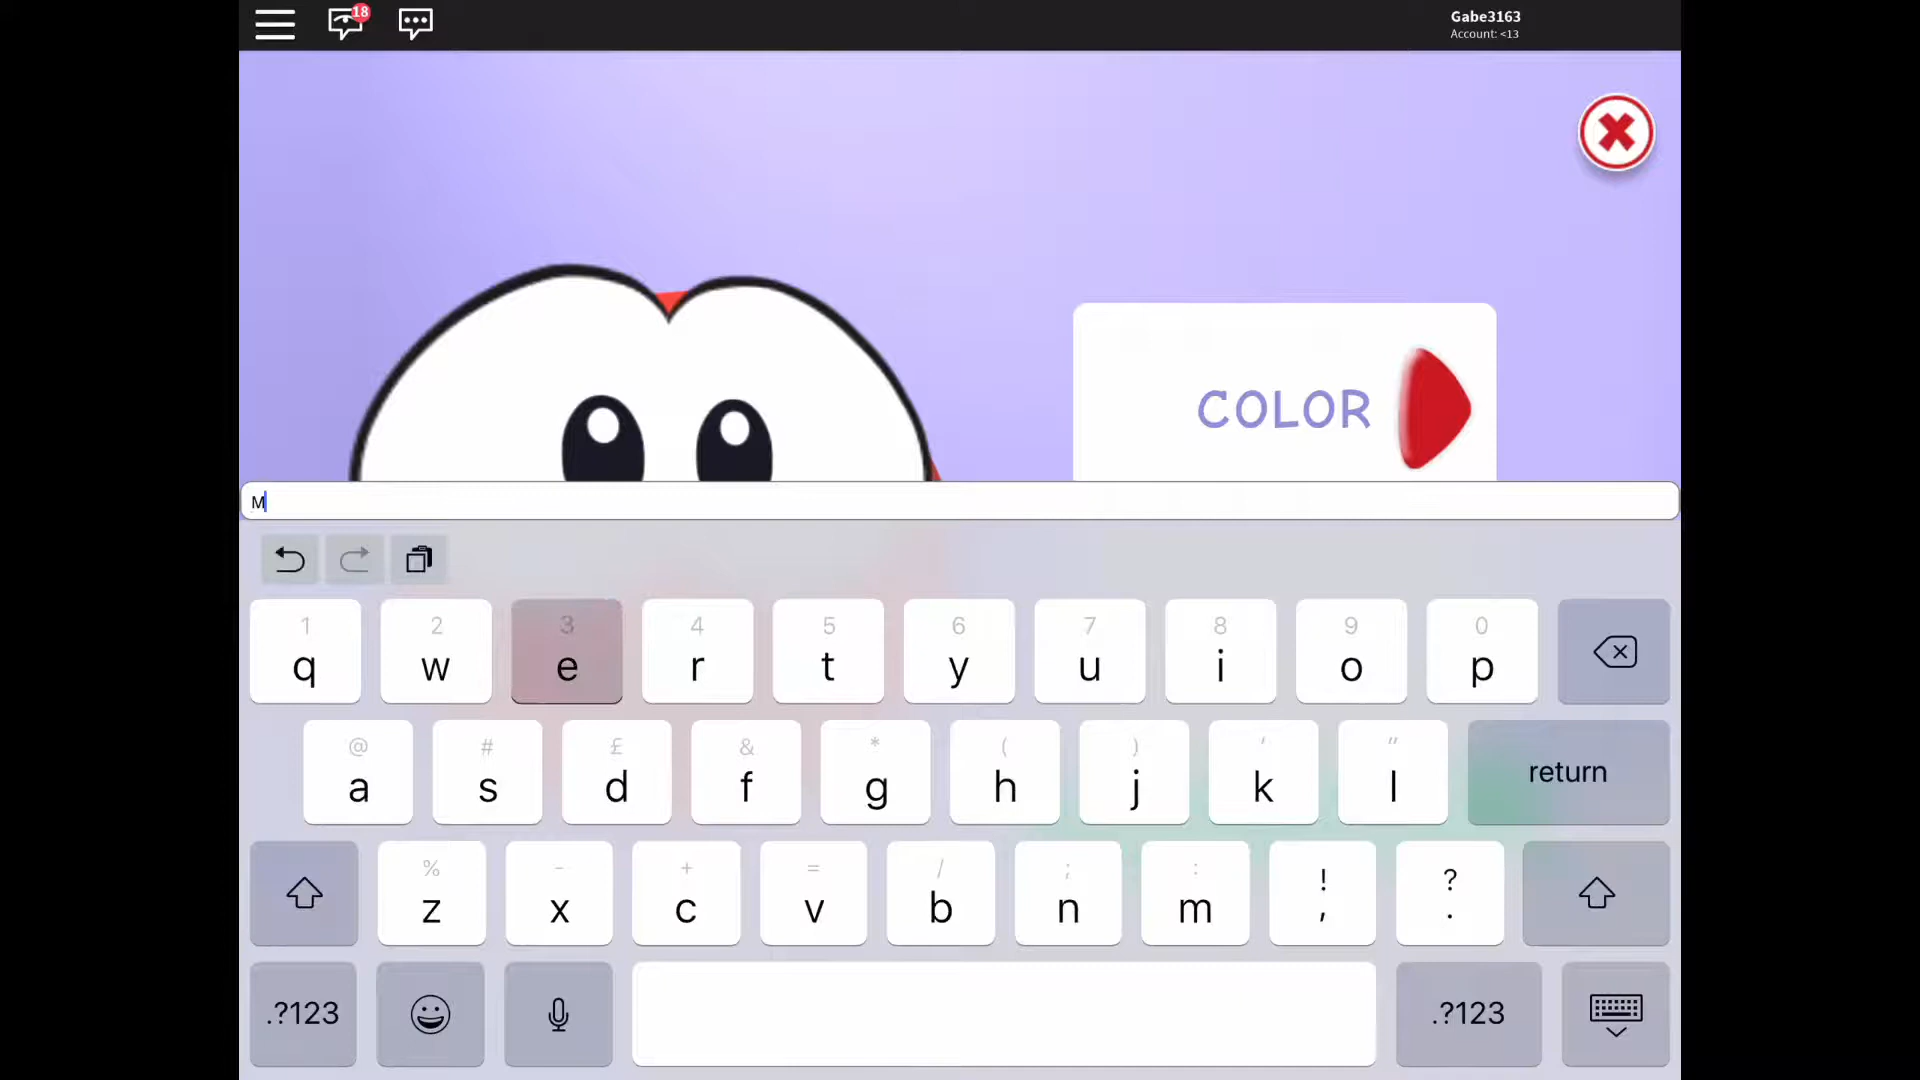 18
Gabe3163
Account: <13
COLOR
M
1 2 3 4 5 6 7 8 9 0
q w e r t y u i o p
@ # £ & * ( ) ' "
a s d f g h j k l return
% - + = / ; : ! ?
z x c v b n m , .
.?123 .?123